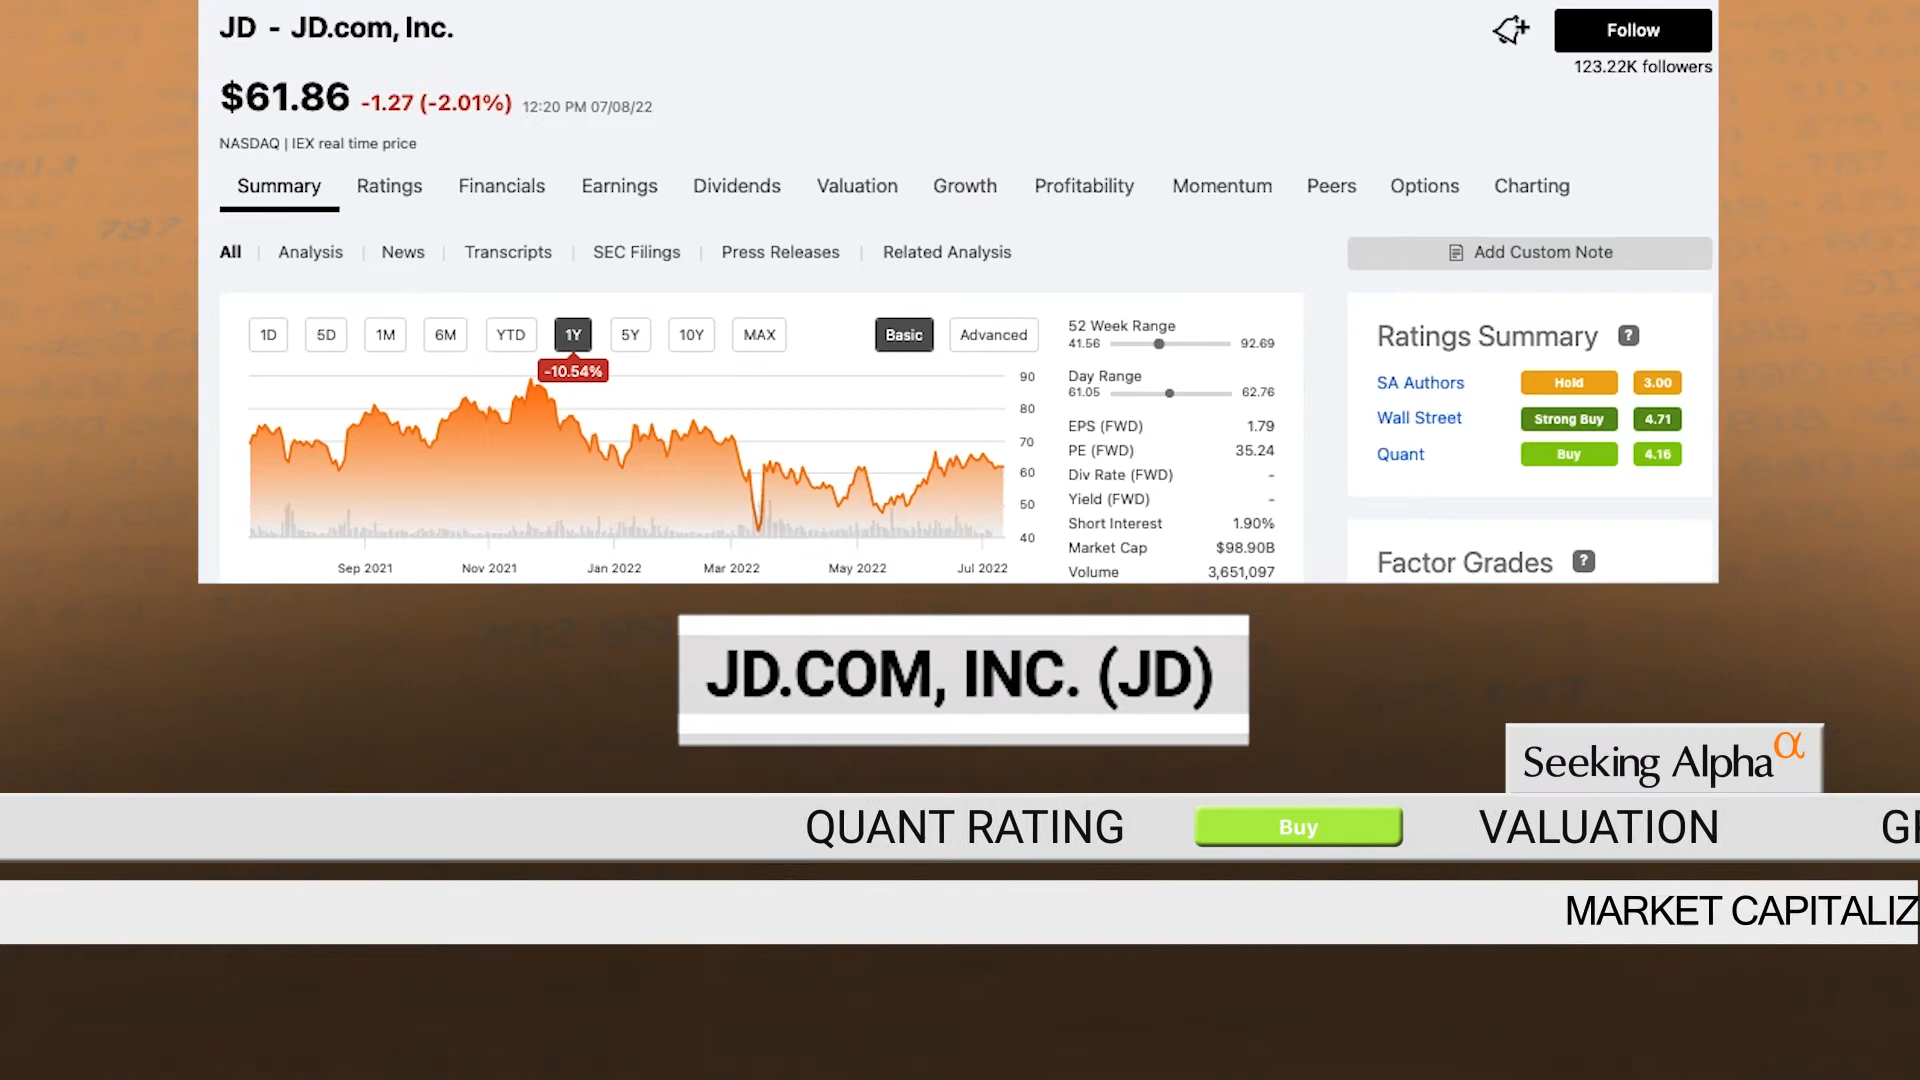 JD - JD.com, Inc.
Follow
123.22K followers
$61.86 -1.27 (-2.01%) 12:20 PM 07/08/22
NASDAQ | IEX real time price
Summary Ratings Financials Earnings Dividends Valuation Growth Profitability Momentum Peers Options Charting
All | Analysis | News | Transcripts | SEC Filings | Press Releases | Related Analysis
Add Custom Note
1D 5D 1M 6M YTD 1Y 5Y 10Y MAX Basic Advanced
-10.54%
90
80
70
60
50
40
Sep 2021 Nov 2021 Jan 2022 Mar 2022 May 2022 Jul 2022
52 Week Range
41.56 92.69
Day Range
61.05 62.76
EPS (FWD) 1.79
PE (FWD) 35.24
Div Rate (FWD) -
Yield (FWD) -
Short Interest 1.90%
Market Cap $98.90B
Volume 3,651,097
Ratings Summary ?
SA Authors Hold 3.00
Wall Street Strong Buy 4.71
Quant Buy 4.16
Factor Grades ?
JD.COM, INC. (JD)
Seeking Alpha α
QUANT RATING Buy VALUATION
MARKET CAPITALIZ